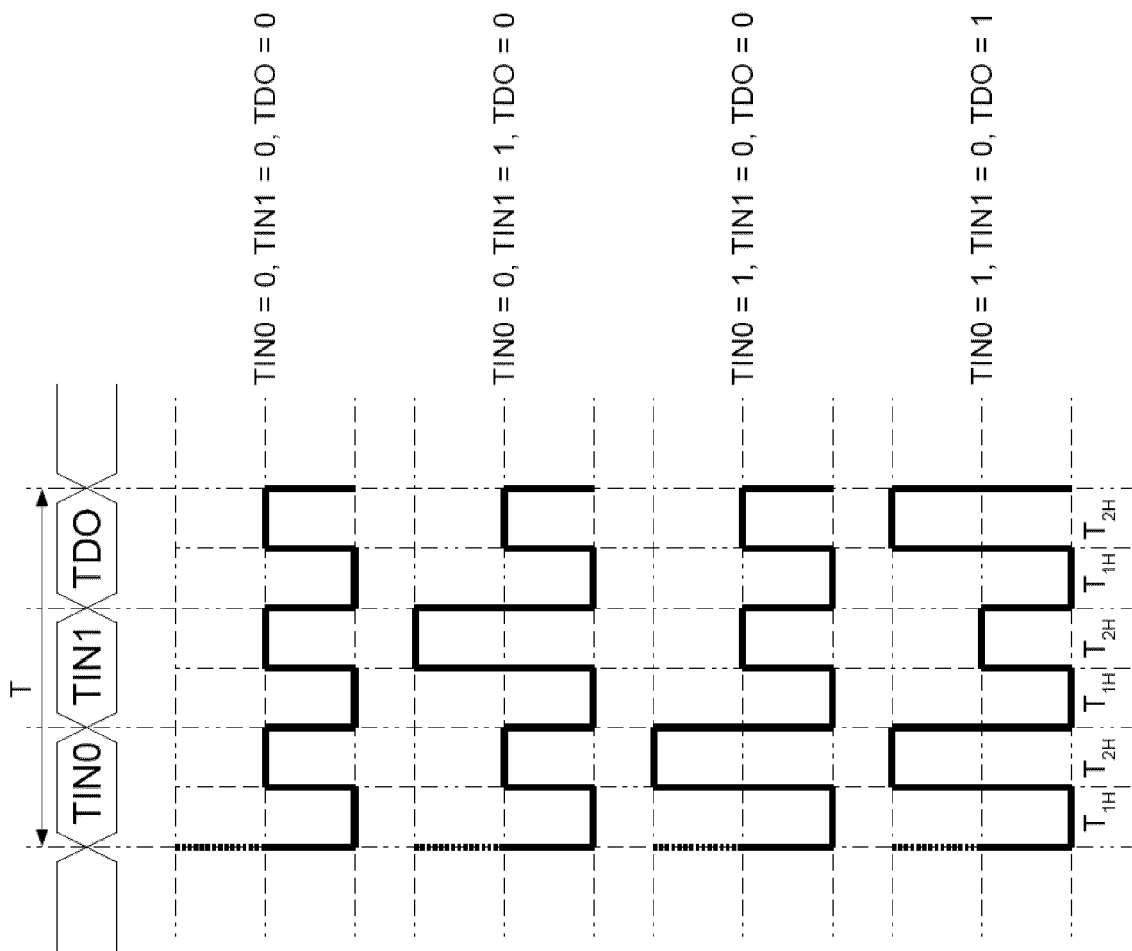 T
TIN0
TIN1
TDO
TIN0 = 0, TIN1 = 0, TDO = 0
TIN0 = 0, TIN1 = 1, TDO = 0
TIN0 = 1, TIN1 = 0, TDO = 0
TIN0 = 1, TIN1 = 0, TDO = 1
T1H
T2H
T1H
T2H
T1H
T2H